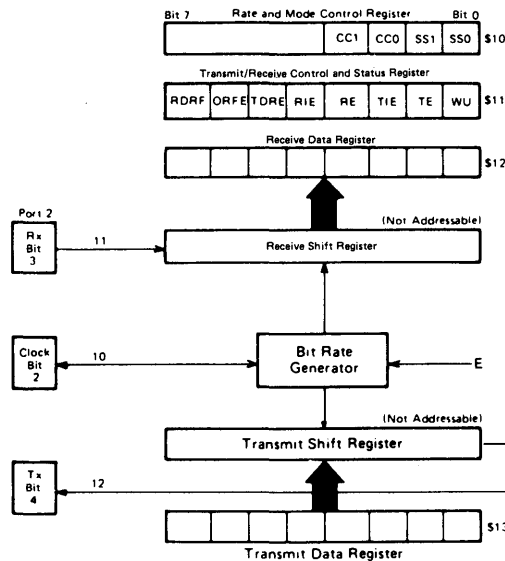 Bit 7 Rate and Mode Control Register Bit 0
CC1 CC0 SS1 SS0 $10
Transmit/Receive Control and Status Register
RDRF ORFE TDRE RIE RE TIE TE WU $11
Receive Data Register
$12
Port 2
(Not Addressable)
Rx
Bit
3
11
Receive Shift Register
Clock
Bit
2
10
Bit Rate
Generator
E
(Not Addressable)
Transmit Shift Register
Tx
Bit
4
12
$13
Transmit Data Register